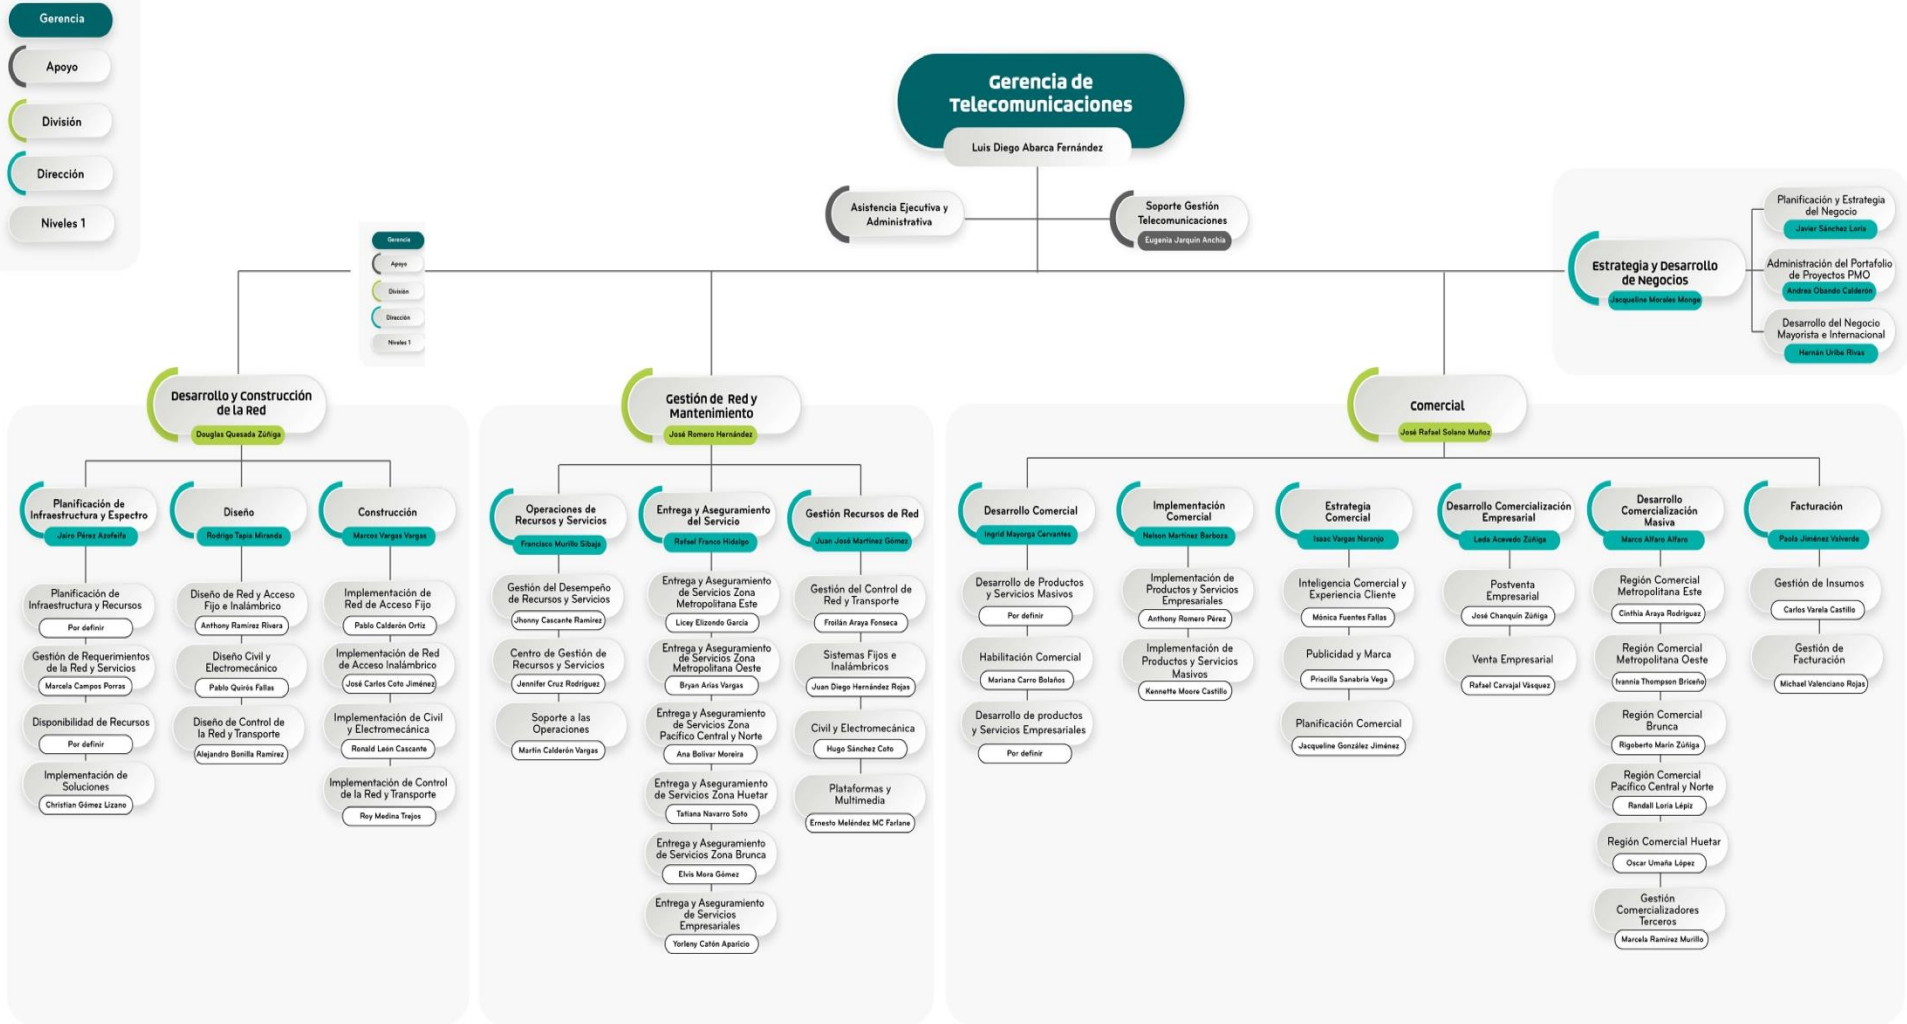 Gerencia
Apoyo
División
Dirección
Niveles 1
Gerencia de
Telecomunicaciones
Luis Diego Abarca Fernández
Asistencia Ejecutiva y
Administrativa
Soporte Gestión
Telecomunicaciones
Eugenia Jarquín Anchía
Gerencia
Apoyo
División
Dirección
Niveles 1
Estrategia y Desarrollo
de Negocios
Jacqueline Morales Monge
Planificación y Estrategia
del Negocio
Javier Sánchez Loría
Administración del Portafolio
de Proyectos PMO
Andrea Obando Calderón
Desarrollo del Negocio
Mayorista e Internacional
Hernán Uribe Rivas
Desarrollo y Construcción
de la Red
Douglas Quesada Zúñiga
Planificación de
Infraestructura y Espectro
Jairo Pérez Azofeifa
Planificación de
Infraestructura y Recursos
Por definir
Gestión de Requerimientos
de la Red y Servicios
Marcela Campos Porras
Disponibilidad de Recursos
Por definir
Implementación de
Soluciones
Christian Gómez Lizano
Diseño
Rodrigo Tapia Miranda
Diseño de Red y Acceso
Fijo e Inalámbrico
Anthony Ramírez Rivera
Diseño Civil y
Electromecánico
Pablo Quirós Fallas
Diseño de Control de
la Red y Transporte
Alejandro Bonilla Ramírez
Construcción
Marcos Vargas Vargas
Implementación de
Red de Acceso Fijo
Pablo Calderón Ortiz
Implementación de Red
de Acceso Inalámbrico
José Carlos Coto Jiménez
Implementación de Civil
y Electromecánica
Ronald León Cascante
Implementación de Control
de la Red y Transporte
Roy Medina Trejos
Gestión de Red y
Mantenimiento
José Romero Hernández
Operaciones de
Recursos y Servicios
Francisco Murillo Sibaja
Gestión del Desempeño
de Recursos y Servicios
Jhonny Cascante Ramírez
Centro de Gestión de
Recursos y Servicios
Jennifer Cruz Rodríguez
Soporte a las
Operaciones
Martín Calderón Vargas
Entrega y Aseguramiento
del Servicio
Rafael Franco Hidalgo
Entrega y Aseguramiento
de Servicios Zona
Metropolitana Este
Licey Elizondo García
Entrega y Aseguramiento
de Servicios Zona
Metropolitana Oeste
Bryan Arias Vargas
Entrega y Aseguramiento
de Servicios Zona
Pacífico Central y Norte
Ana Bolívar Moreira
Entrega y Aseguramiento
de Servicios Zona Huetar
Tatiana Navarro Soto
Entrega y Aseguramiento
de Servicios Zona Brunca
Elvis Mora Gómez
Entrega y Aseguramiento
de Servicios
Empresariales
Yorleny Catón Aparicio
Gestión Recursos de Red
Juan José Martínez Gómez
Gestión del Control de
Red y Transporte
Froilán Araya Fonseca
Sistemas Fijos e
Inalámbricos
Juan Diego Hernández Rojas
Civil y Electromecánica
Hugo Sánchez Coto
Plataformas y
Multimedia
Ernesto Meléndez MC Farlane
Comercial
José Rafael Solano Muñoz
Desarrollo Comercial
Ingrid Mayorga Cervantes
Desarrollo de Productos
y Servicios Masivos
Por definir
Habilitación Comercial
Mariana Carro Bolaños
Desarrollo de productos
y Servicios Empresariales
Por definir
Implementación
Comercial
Nelson Martínez Barboza
Implementación de
Productos y Servicios
Empresariales
Anthony Romero Pérez
Implementación de
Productos y Servicios
Masivos
Kennette Moore Castillo
Estrategia
Comercial
Isaac Vargas Naranjo
Inteligencia Comercial y
Experiencia Cliente
Mónica Fuentes Fallas
Publicidad y Marca
Priscilla Sanabria Vega
Planificación Comercial
Jacqueline González Jiménez
Desarrollo Comercialización
Empresarial
Leda Acevedo Zúñiga
Postventa
Empresarial
José Chanquín Zúñiga
Venta Empresarial
Rafael Carvajal Vásquez
Desarrollo
Comercialización
Masiva
Marco Alfaro Alfaro
Región Comercial
Metropolitana Este
Cinthia Araya Rodríguez
Región Comercial
Metropolitana Oeste
Ivannia Thompson Briceño
Región Comercial
Brunca
Rigoberto Marín Zúñiga
Región Comercial
Pacífico Central y Norte
Randall Loría Lépiz
Región Comercial Huetar
Oscar Umaña López
Gestión
Comercializadores
Terceros
Marcela Ramírez Murillo
Facturación
Paola Jiménez Valverde
Gestión de Insumos
Carlos Varela Castillo
Gestión de
Facturación
Michael Valenciano Rojas